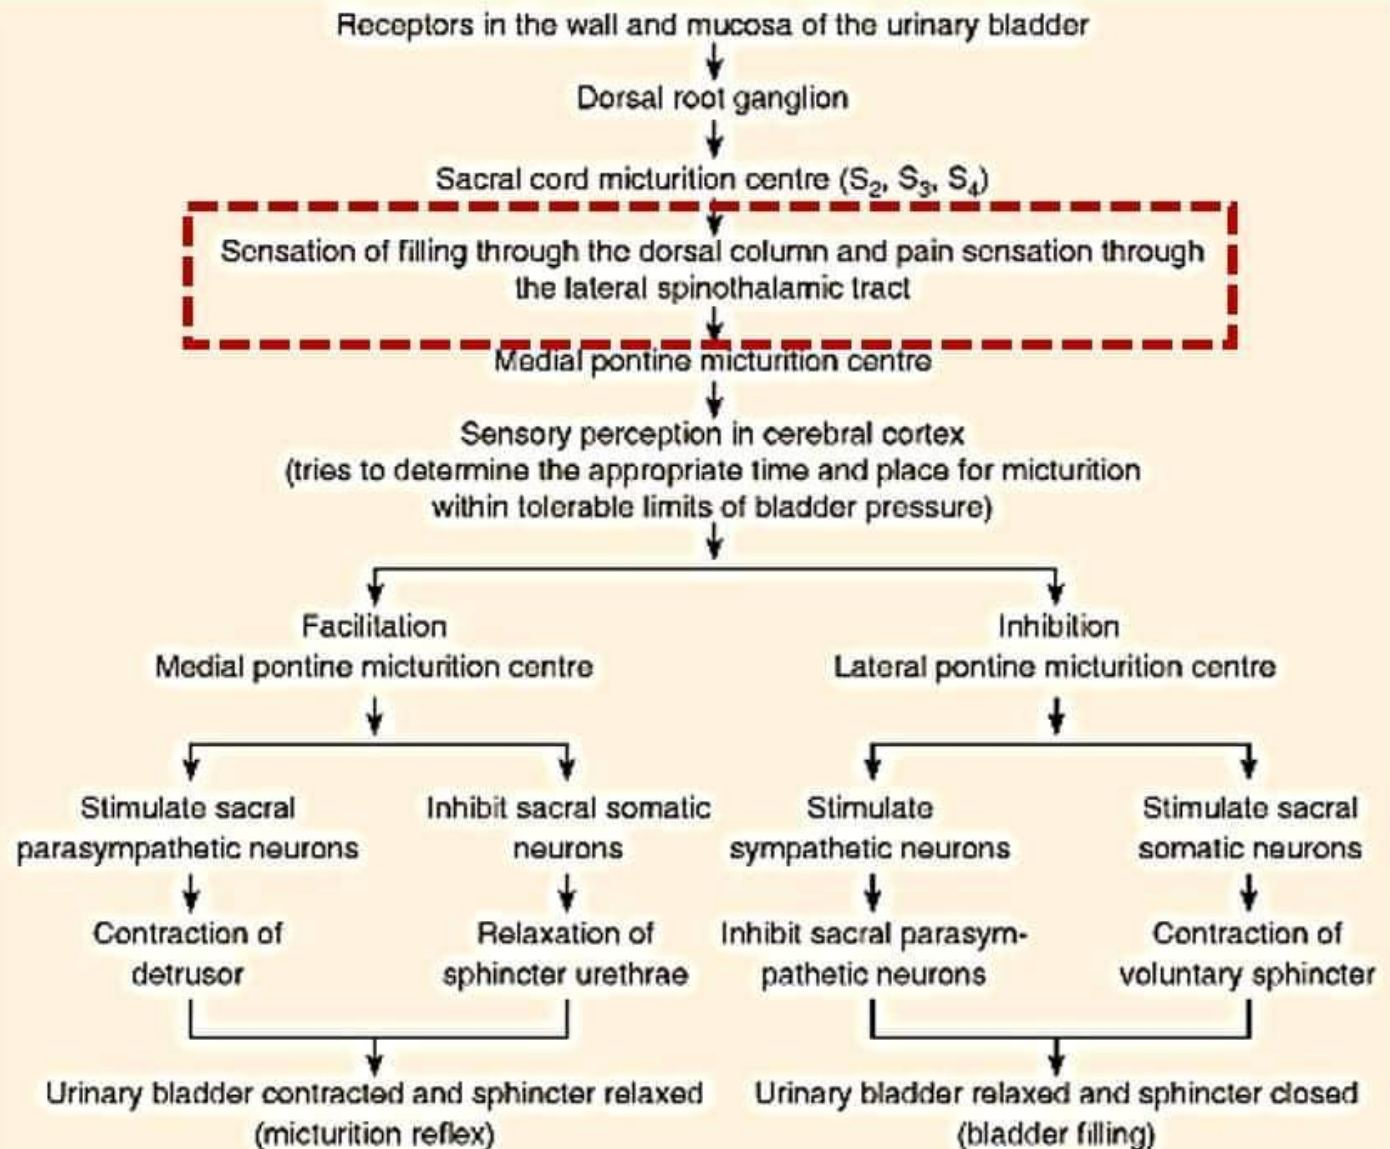 Receptors in the wall and mucosa of the urinary bladder
Dorsal root ganglion
Sacral cord micturition centre (S₂, S₃, S₄)
Sensation of filling through the dorsal column and pain sensation through
the lateral spinothalamic tract
Medial pontine micturition centre
Sensory perception in cerebral cortex
(tries to determine the appropriate time and place for micturition
within tolerable limits of bladder pressure)
Facilitation
Medial pontine micturition centre
Inhibition
Lateral pontine micturition centre
Stimulate sacral
parasympathetic neurons
Inhibit sacral somatic
neurons
Stimulate
sympathetic neurons
Stimulate sacral
somatic neurons
Contraction of
detrusor
Relaxation of
sphincter urethrae
Inhibit sacral parasym-
pathetic neurons
Contraction of
voluntary sphincter
Urinary bladder contracted and sphincter relaxed
(micturition reflex)
Urinary bladder relaxed and sphincter closed
(bladder filling)